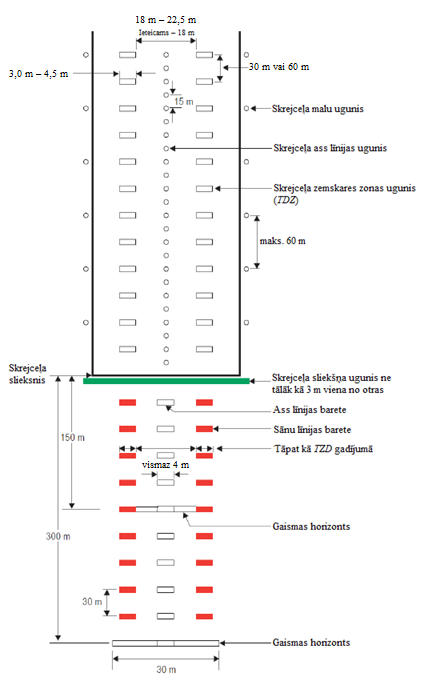 18 m – 22,5 m
Ieteicams – 18 m
3,0 m – 4,5 m
30 m vai 60 m
15 m
Skrejceļa malu ugunis
Skrejceļa ass līnijas ugunis
Skrejceļa zemskares zonas ugunis
(TDZ)
maks. 60 m
Skrejceļa
slieksnis
Skrejceļa sliekšņa ugunis ne
tālāk kā 3 m viena no otras
Ass līnijas barete
Sānu līnijas barete
150 m
Tāpat kā TZD gadījumā
vismaz 4 m
Gaismas horizonts
300 m
30 m
Gaismas horizonts
30 m